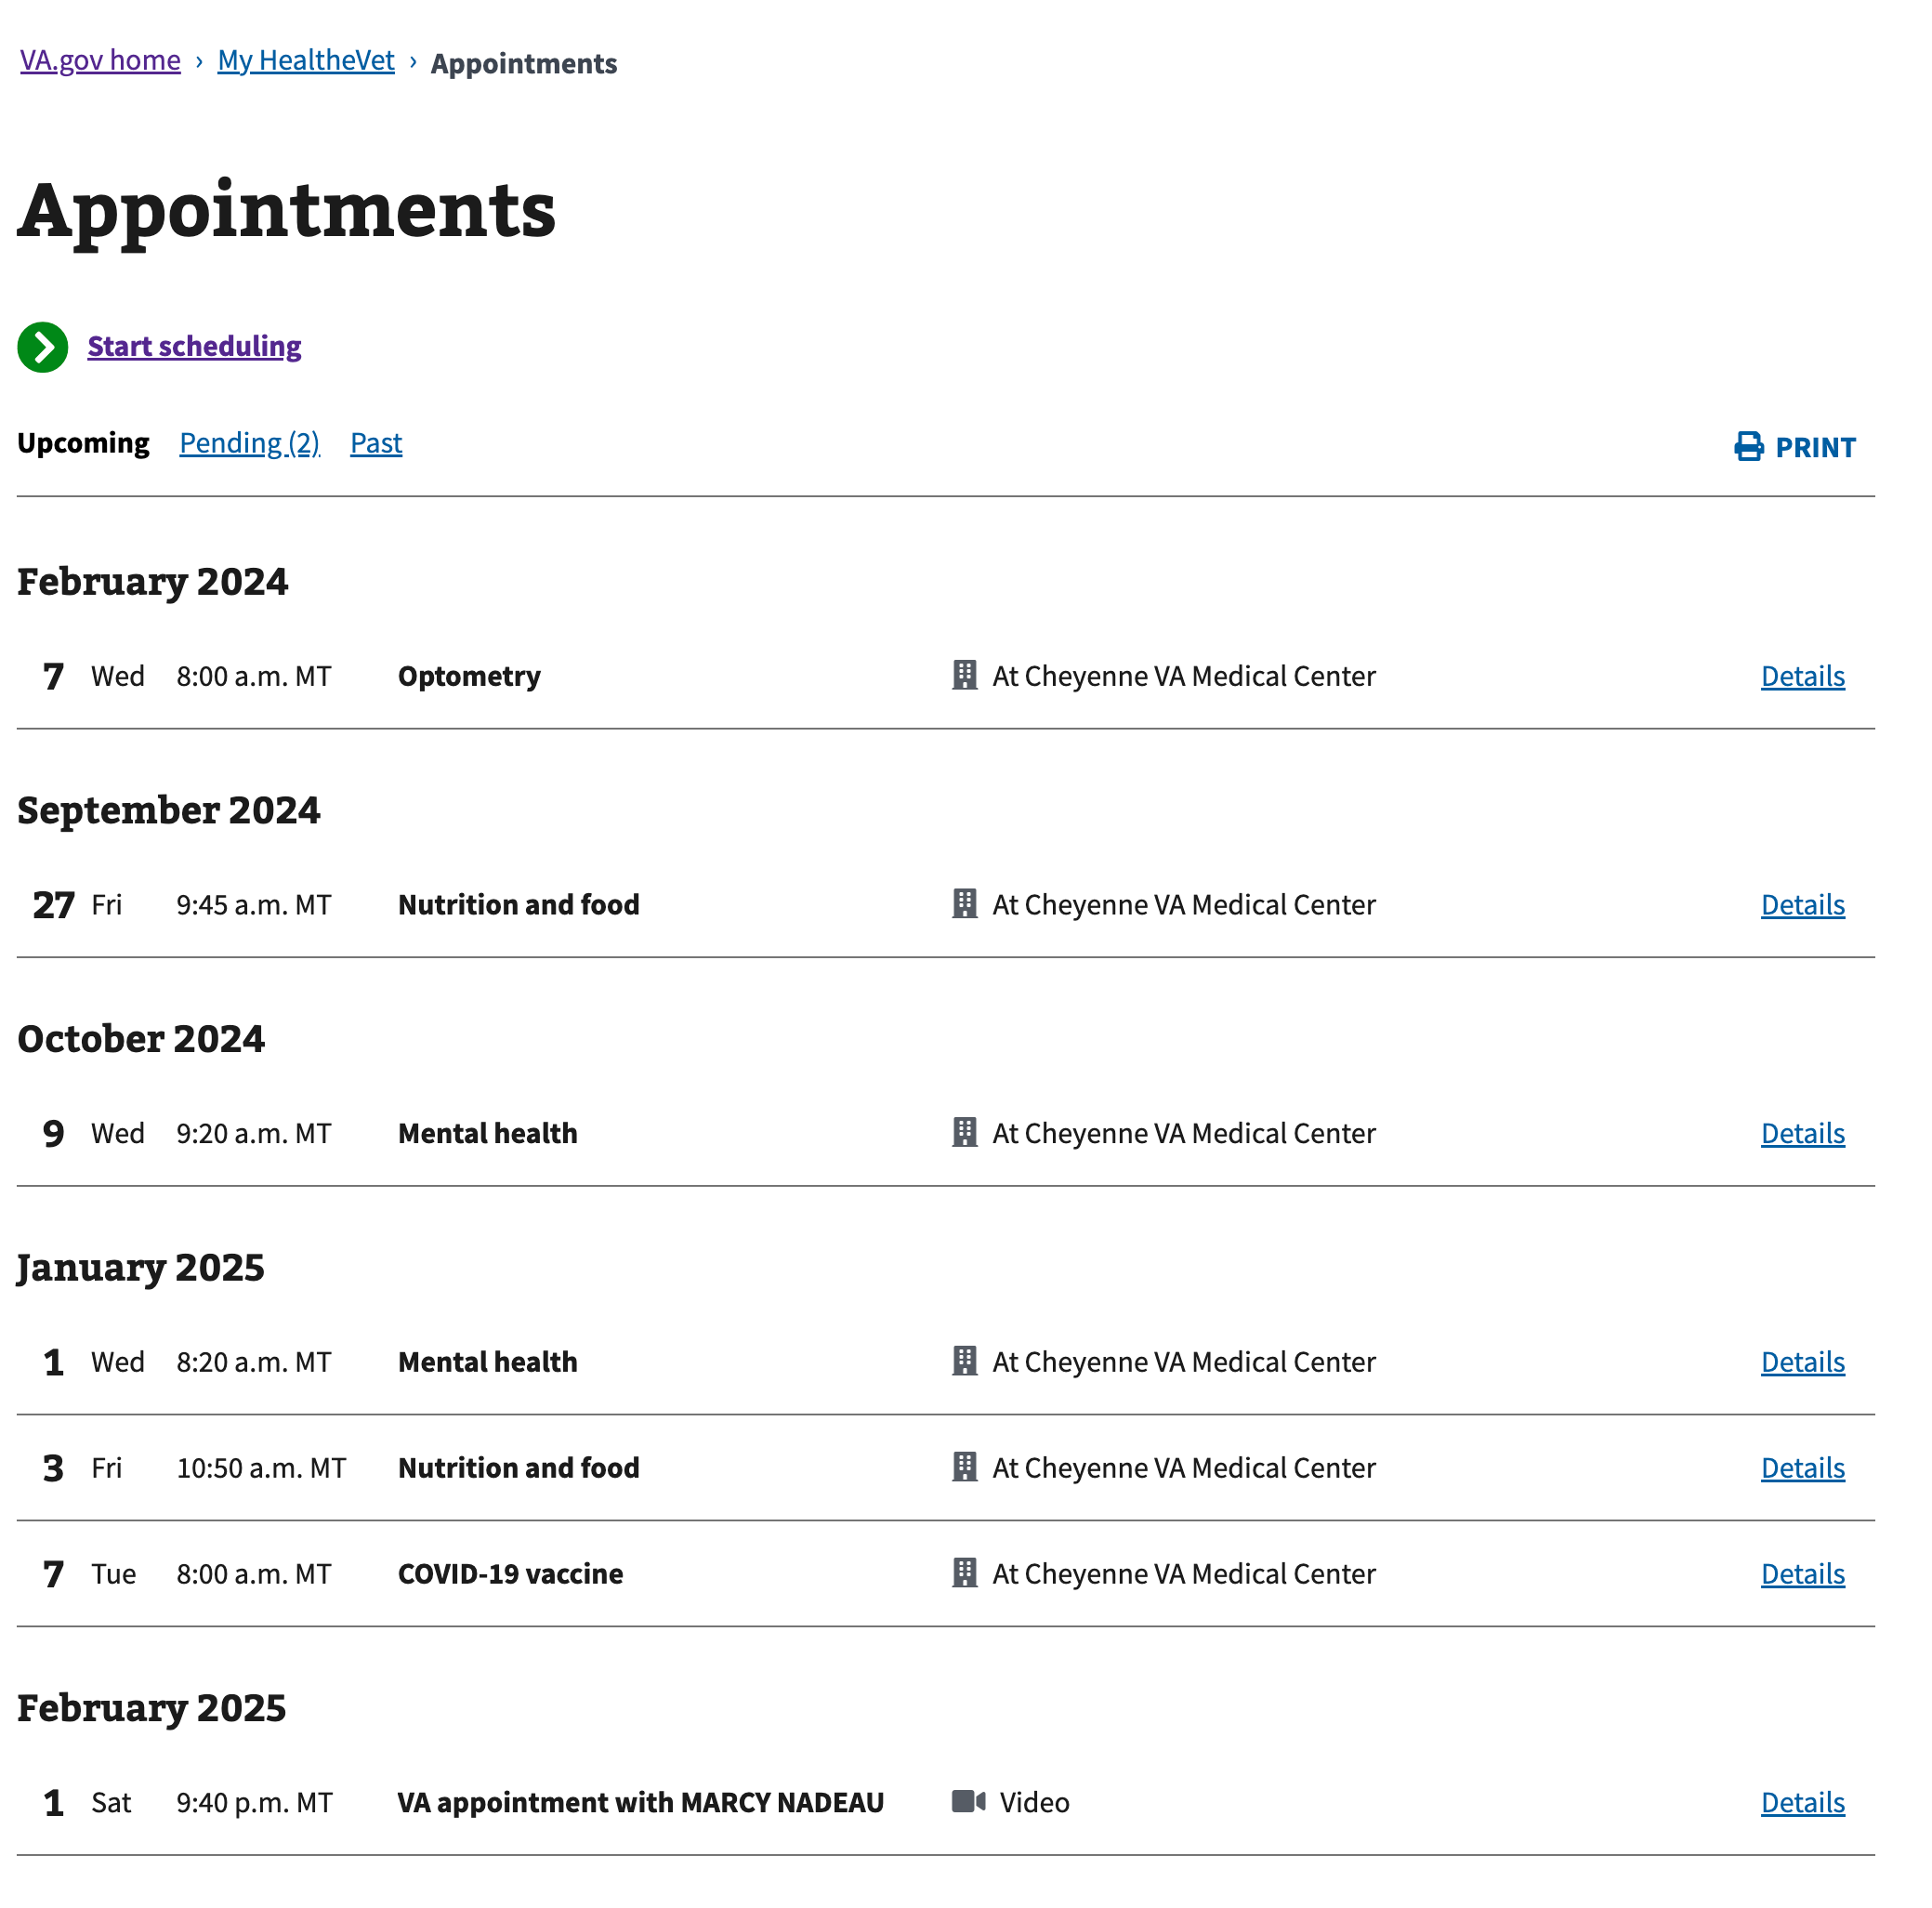 VA.gov home › My HealtheVet › Appointments
Appointments
Start scheduling
Upcoming Pending (2) Past PRINT
February 2024
7 Wed 8:00 a.m. MT Optometry At Cheyenne VA Medical Center Details
September 2024
27 Fri 9:45 a.m. MT Nutrition and food At Cheyenne VA Medical Center Details
October 2024
9 Wed 9:20 a.m. MT Mental health At Cheyenne VA Medical Center Details
January 2025
1 Wed 8:20 a.m. MT Mental health At Cheyenne VA Medical Center Details
3 Fri 10:50 a.m. MT Nutrition and food At Cheyenne VA Medical Center Details
7 Tue 8:00 a.m. MT COVID-19 vaccine At Cheyenne VA Medical Center Details
February 2025
1 Sat 9:40 p.m. MT VA appointment with MARCY NADEAU Video Details